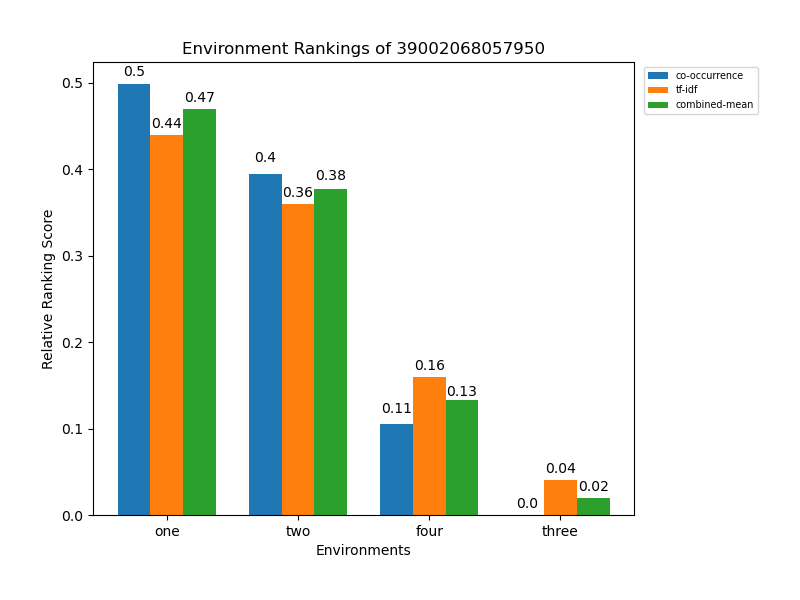 Environment Rankings of 39002068057950
co-occurrence
tf-idf
combined-mean
Relative Ranking Score
0.5
0.4
0.3
0.2
0.1
0.0
0.5
0.44
0.47
0.4
0.36
0.38
0.11
0.16
0.13
0.0
0.04
0.02
one
two
four
three
Environments